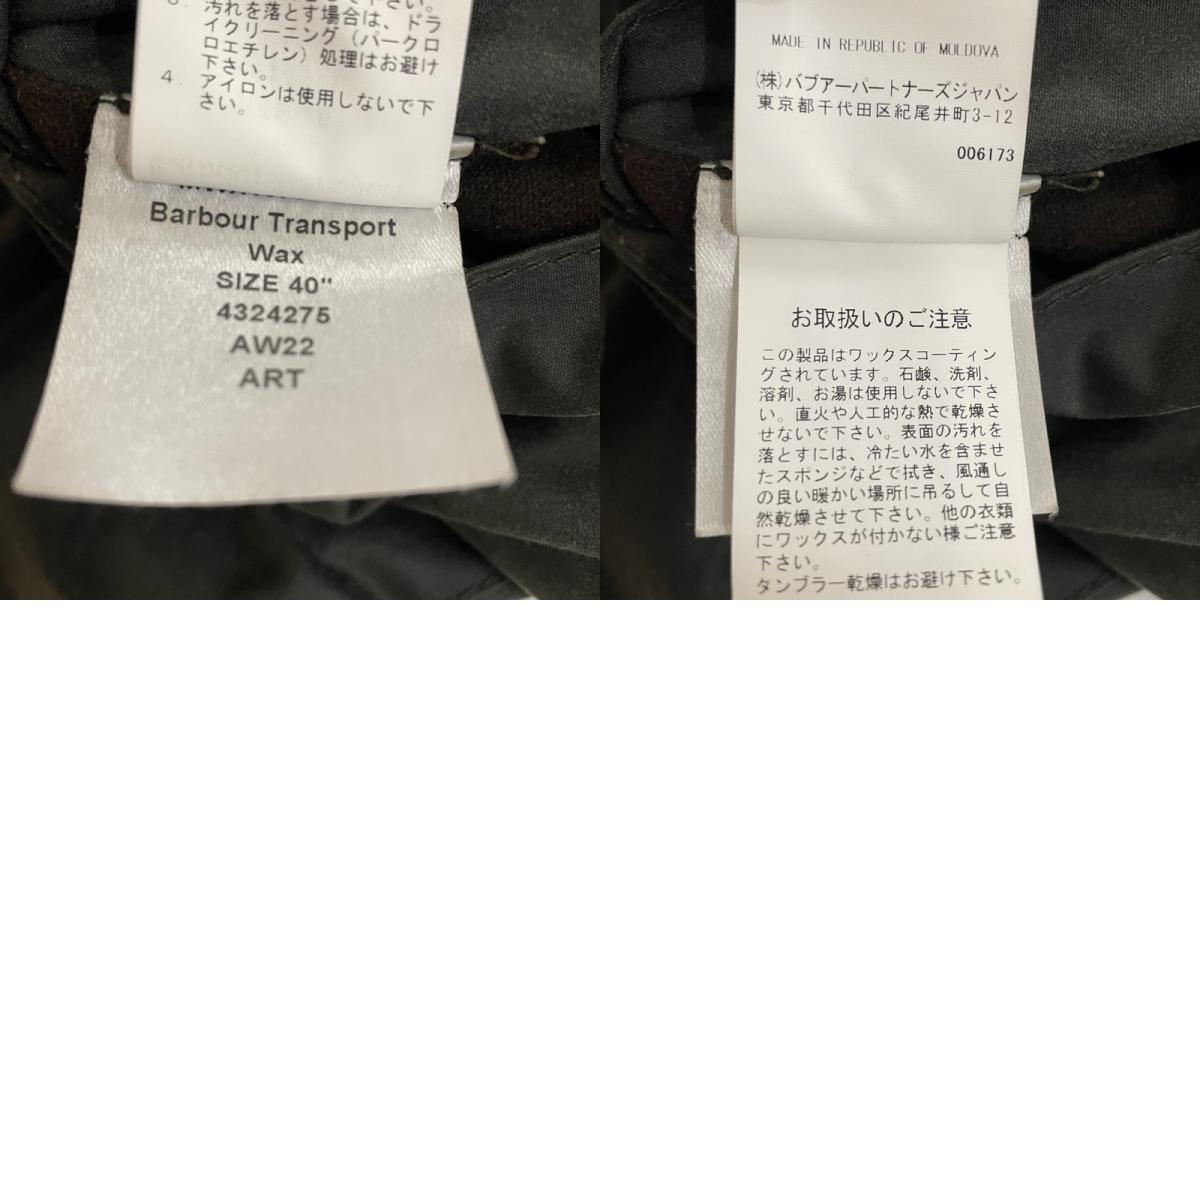 汚れを落とす場合は、ドラ
イクリーニング（パークロ
ロエチレン）処理はお避け
下さい。
4. アイロンは使用しないで下
さい。
Barbour Transport
Wax
SIZE 40"
4324275
AW22
ART
MADE IN REPUBLIC OF MOLDOVA
(株)バブアーパートナーズジャパン
東京都千代田区紀尾井町3-12
006173
お取扱いのご注意
この製品はワックスコーティン
グされています。石鹸、洗剤、
溶剤、お湯は使用しないで下さ
い。直火や人工的な熱で乾燥さ
せないで下さい。表面の汚れを
落とすには、冷たい水を含ませ
たスポンジなどで拭き、風通し
の良い暖かい場所に吊るして自
然乾燥させて下さい。他の衣類
にワックスが付かない様ご注意
下さい。
タンブラー乾燥はお避け下さい。